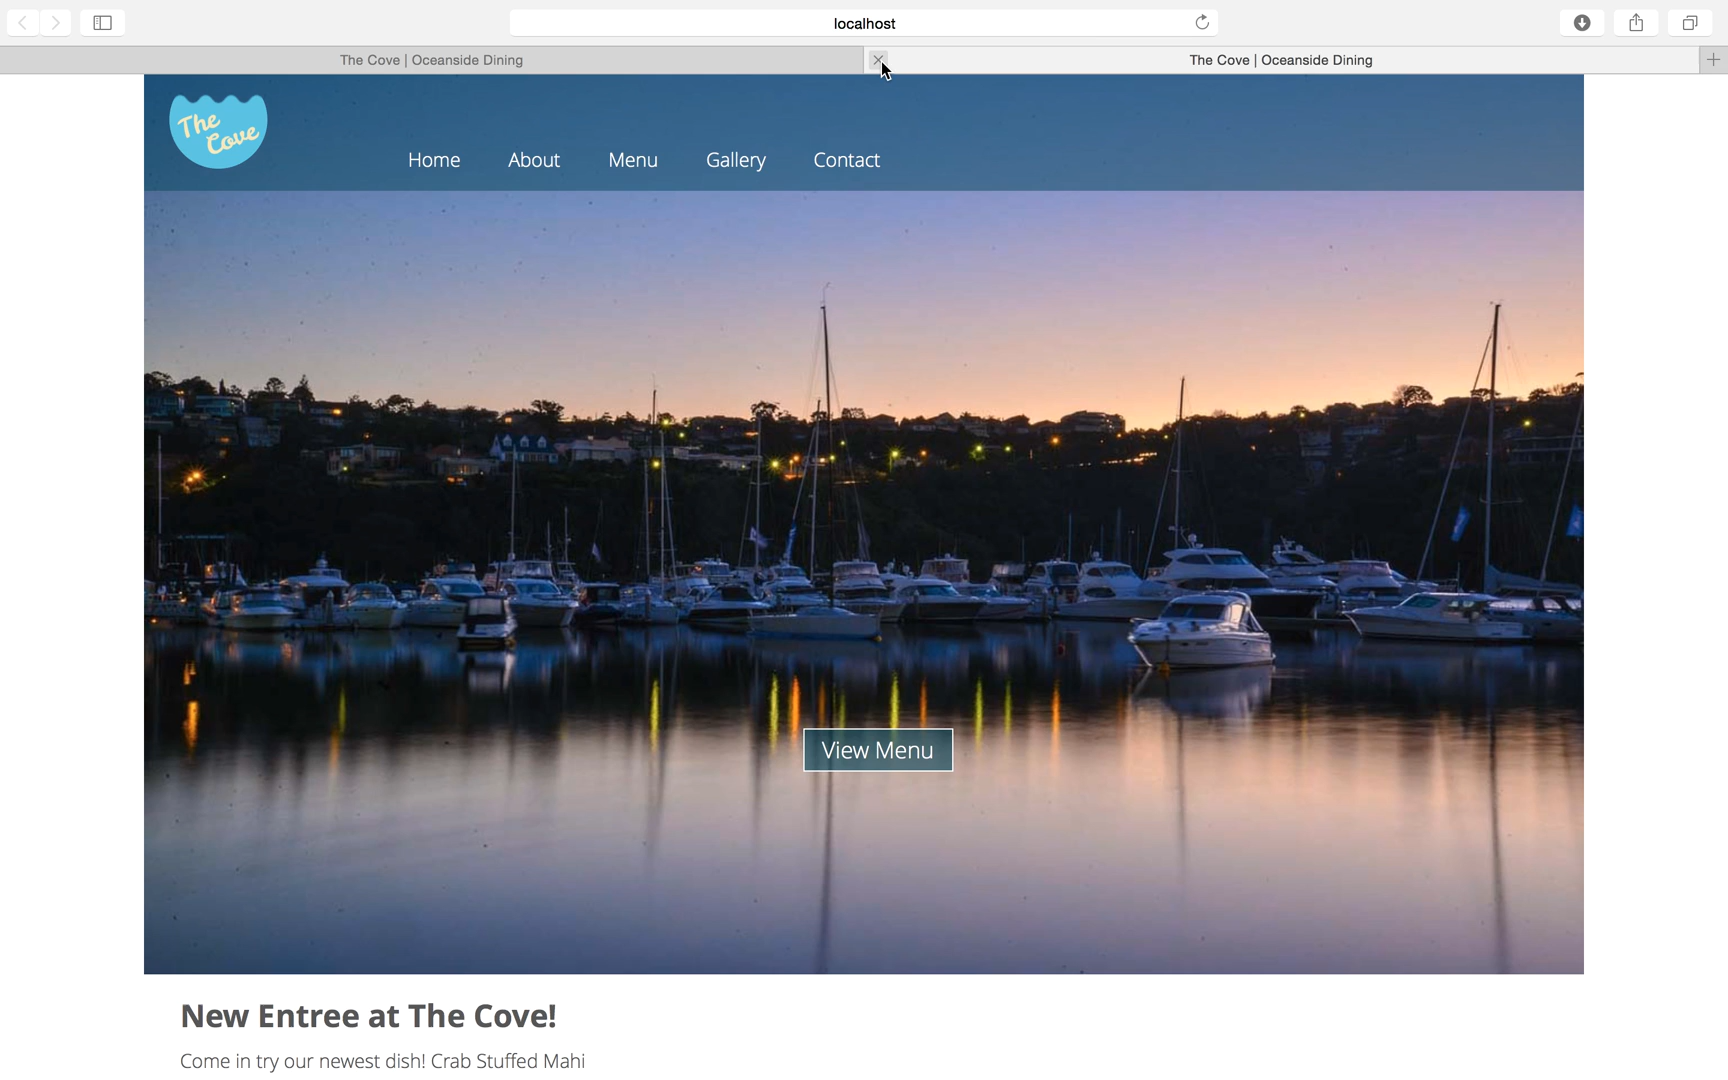 localhost
The Cove | Oceanside Dining
The Cove | Oceanside Dining
The
Cove
Home About Menu Gallery Contact
View Menu
New Entree at The Cove!
Come in try our newest dish! Crab Stuffed Mahi